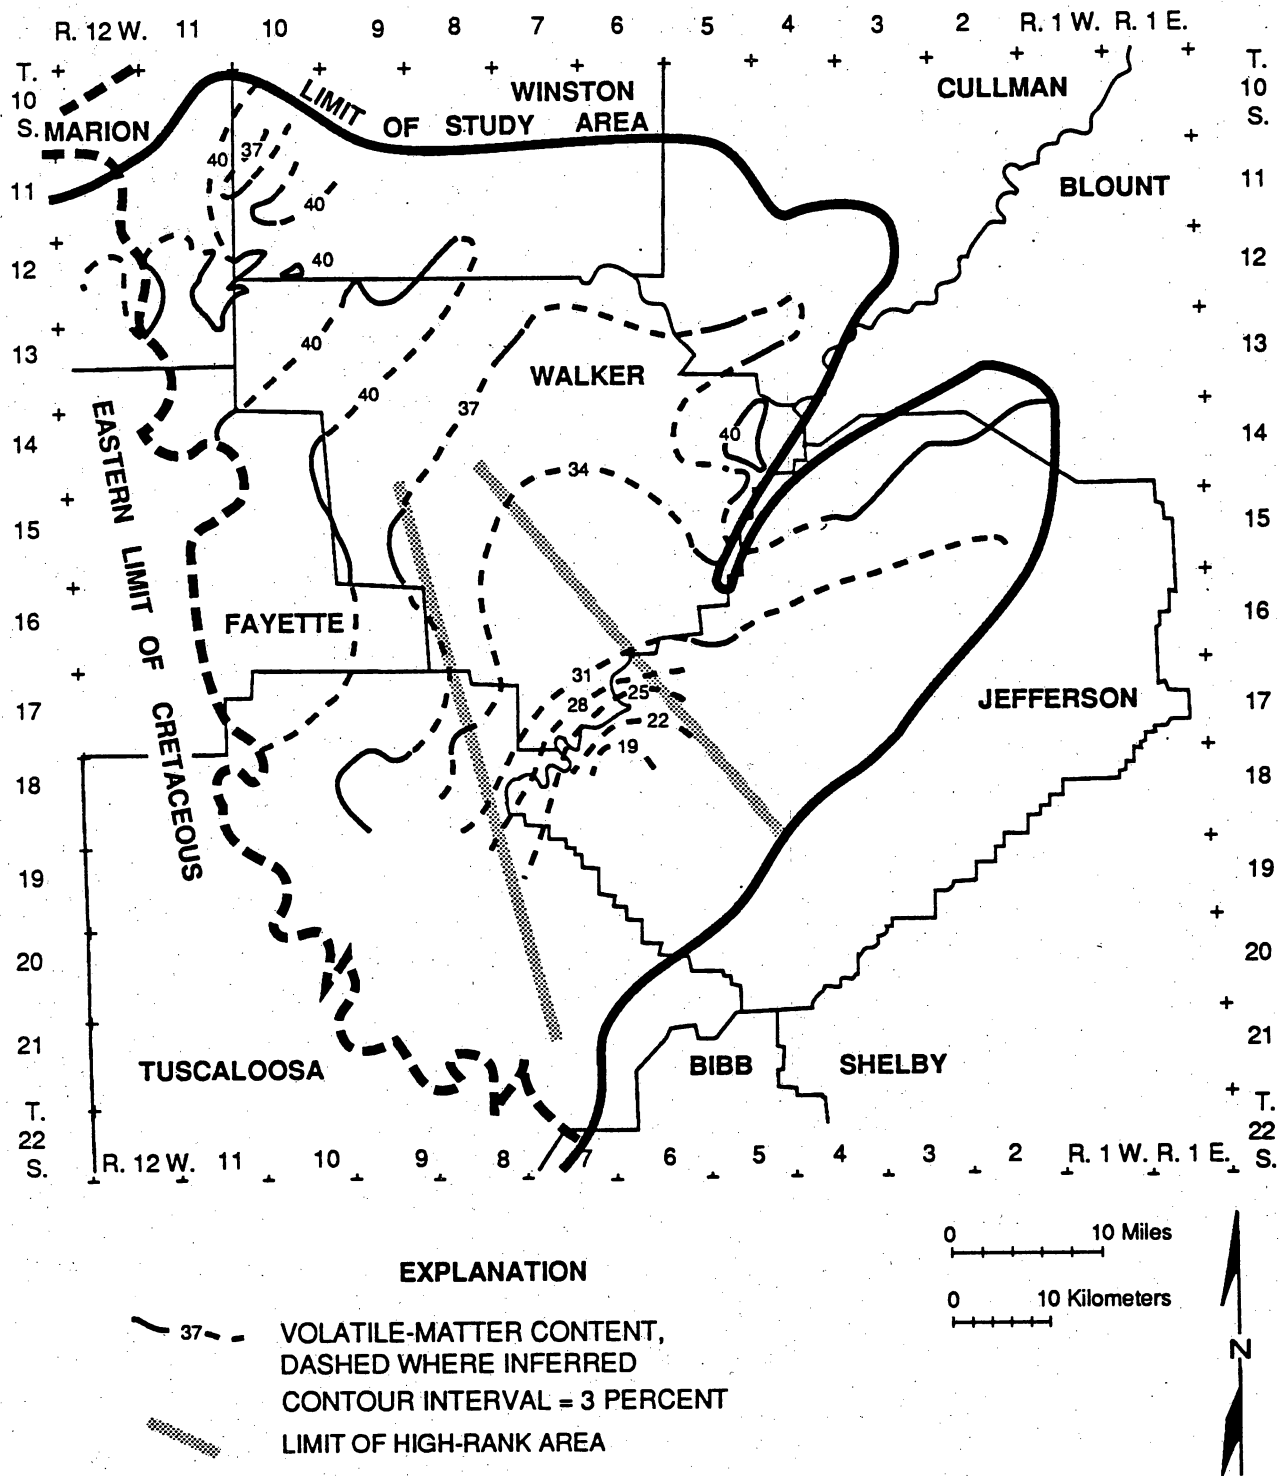 R. 12 W. 11 10 9 8 7 6 5 4 3 2 R. 1 W. R. 1 E.
T.
10
S.
11
12
13
14
15
16
17
18
19
20
21
T.
22
S.
T.
10
S.
11
12
13
14
15
16
17
18
19
20
21
T.
22
S.
MARION
WINSTON
CULLMAN
BLOUNT
LIMIT OF STUDY AREA
40
37
40
40
40
40
37
WALKER
40
34
EASTERN LIMIT OF CRETACEOUS
FAYETTE
31
28
25
22
19
JEFFERSON
TUSCALOOSA
BIBB
SHELBY
R. 12 W. 11 10 9 8 7 6 5 4 3 2 R. 1 W. R. 1 E.
0 10 Miles
0 10 Kilometers
N
EXPLANATION
37
VOLATILE-MATTER CONTENT,
DASHED WHERE INFERRED
CONTOUR INTERVAL = 3 PERCENT
LIMIT OF HIGH-RANK AREA